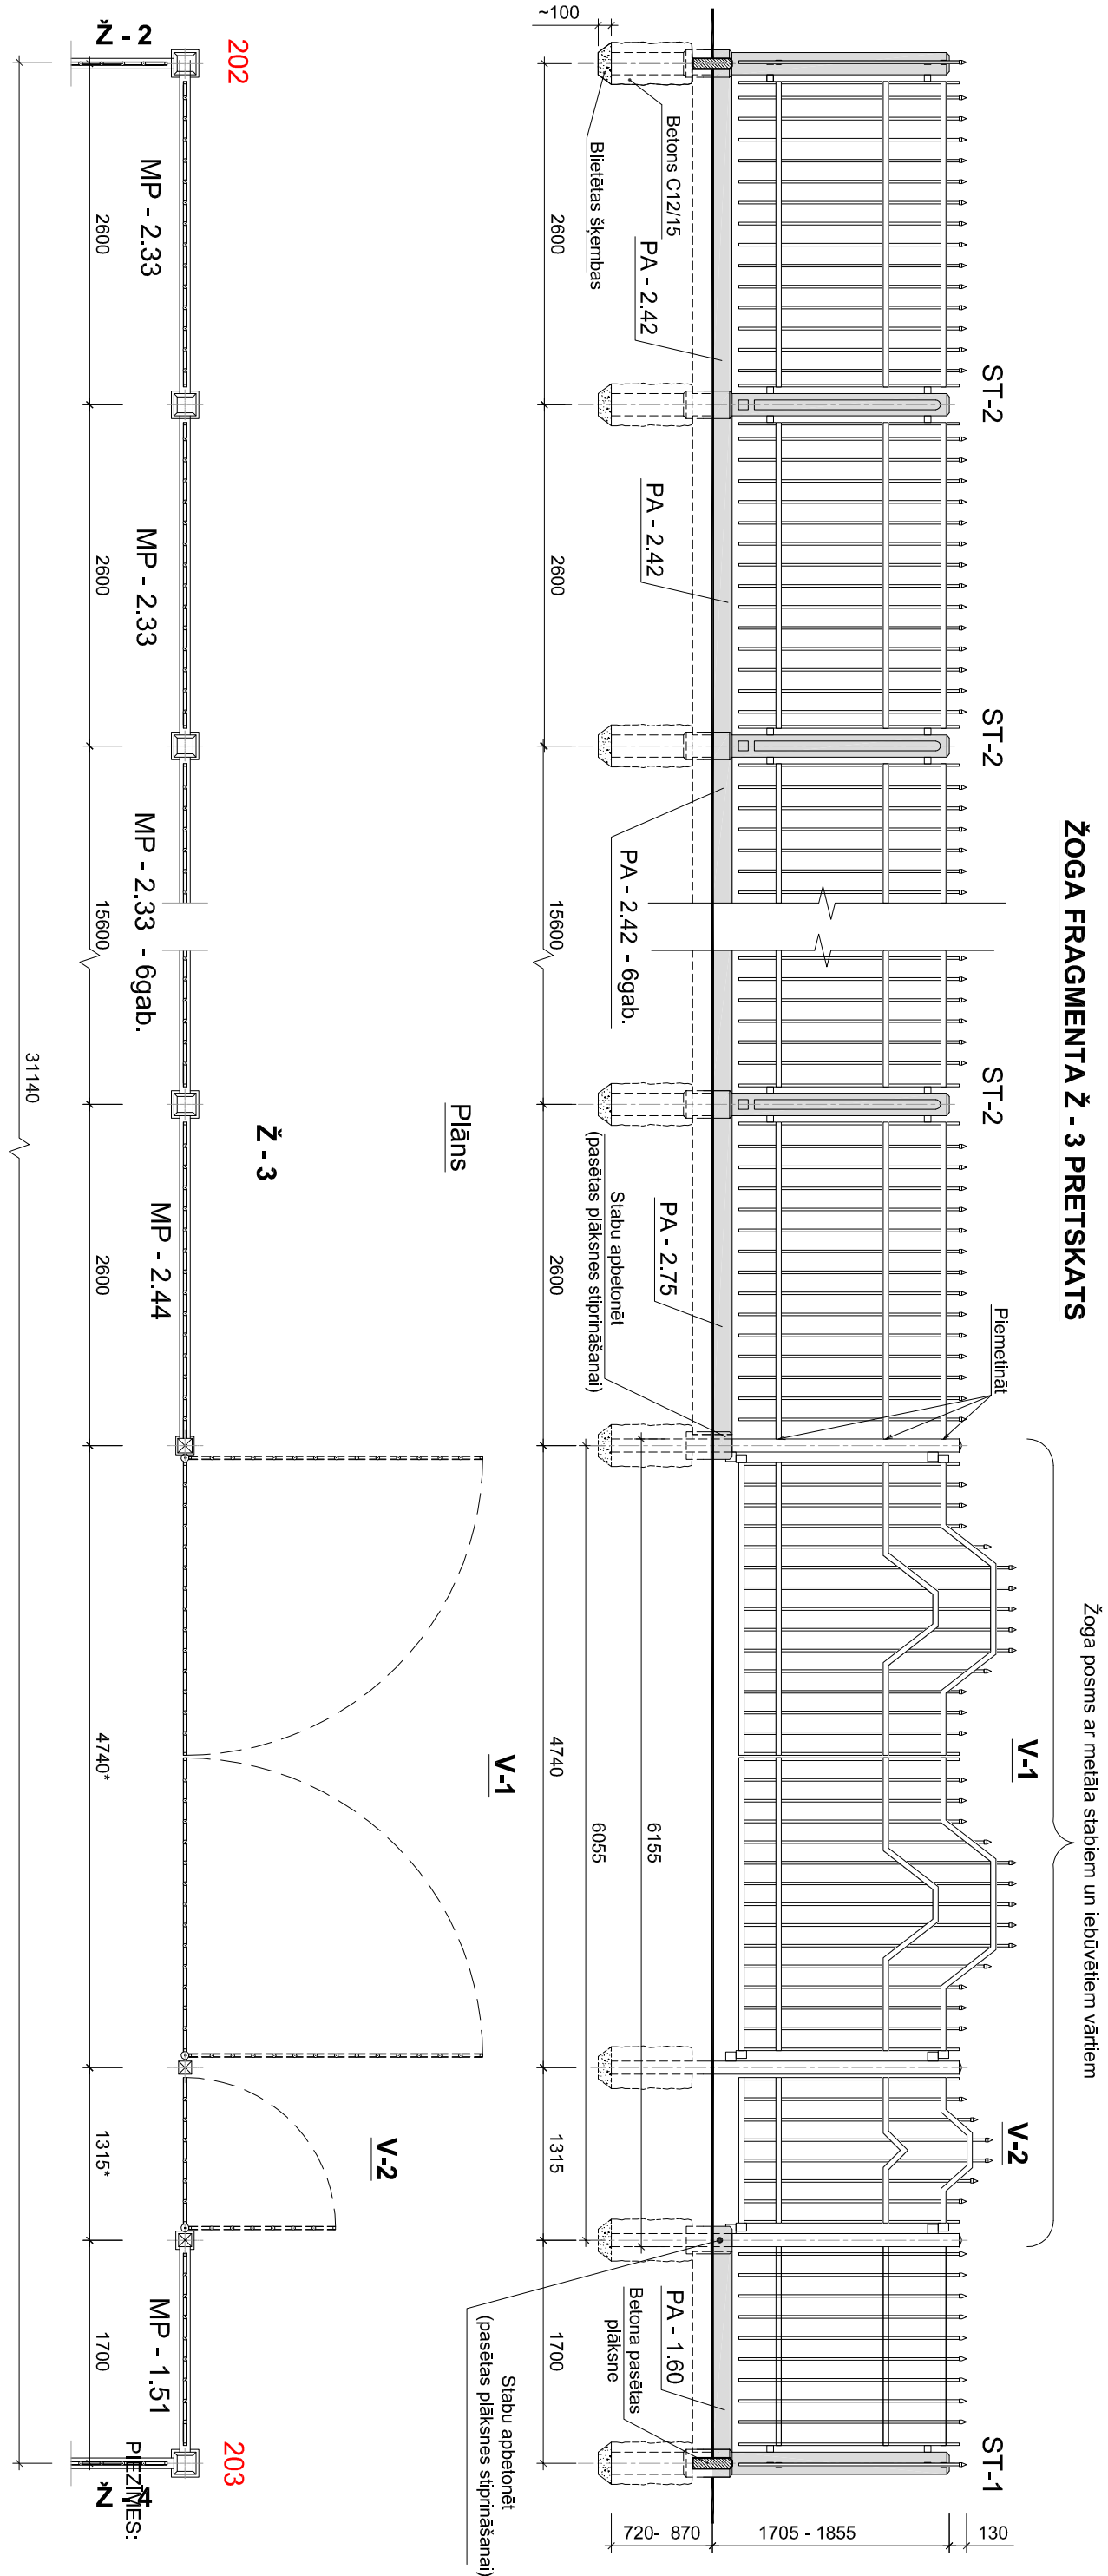 ŽOGA FRAGMENTA Ž - 3 PRETSKATS
Žoga posms ar metāla stabiem un iebūvētiem vārtiem
ST-2
ST-2
ST-2
Piemetināt
V-1
V-2
ST-1
130
1705 - 1855
720- 870
~100
Betons C12/15
Blietētas šķembas
PA - 2.42
PA - 2.42
PA - 2.42 - 6gab.
PA - 2.75
Stabu apbetonēt
(pasētas plāksnes stiprināšanai)
PA - 1.60
Betona pasētas
plāksne
6155
6055
2600
2600
15600
2600
4740
1315
1700
Stabu apbetonēt
(pasētas plāksnes stiprināšanai)
Plāns
V-1
V-2
202
Ž - 3
203
Ž - 2
MP - 2.33
MP - 2.33
MP - 2.33 - 6gab.
MP - 2.44
MP - 1.51
Ž - 4
PIEZĪMES:
2600
2600
15600
2600
4740*
1315*
1700
31140